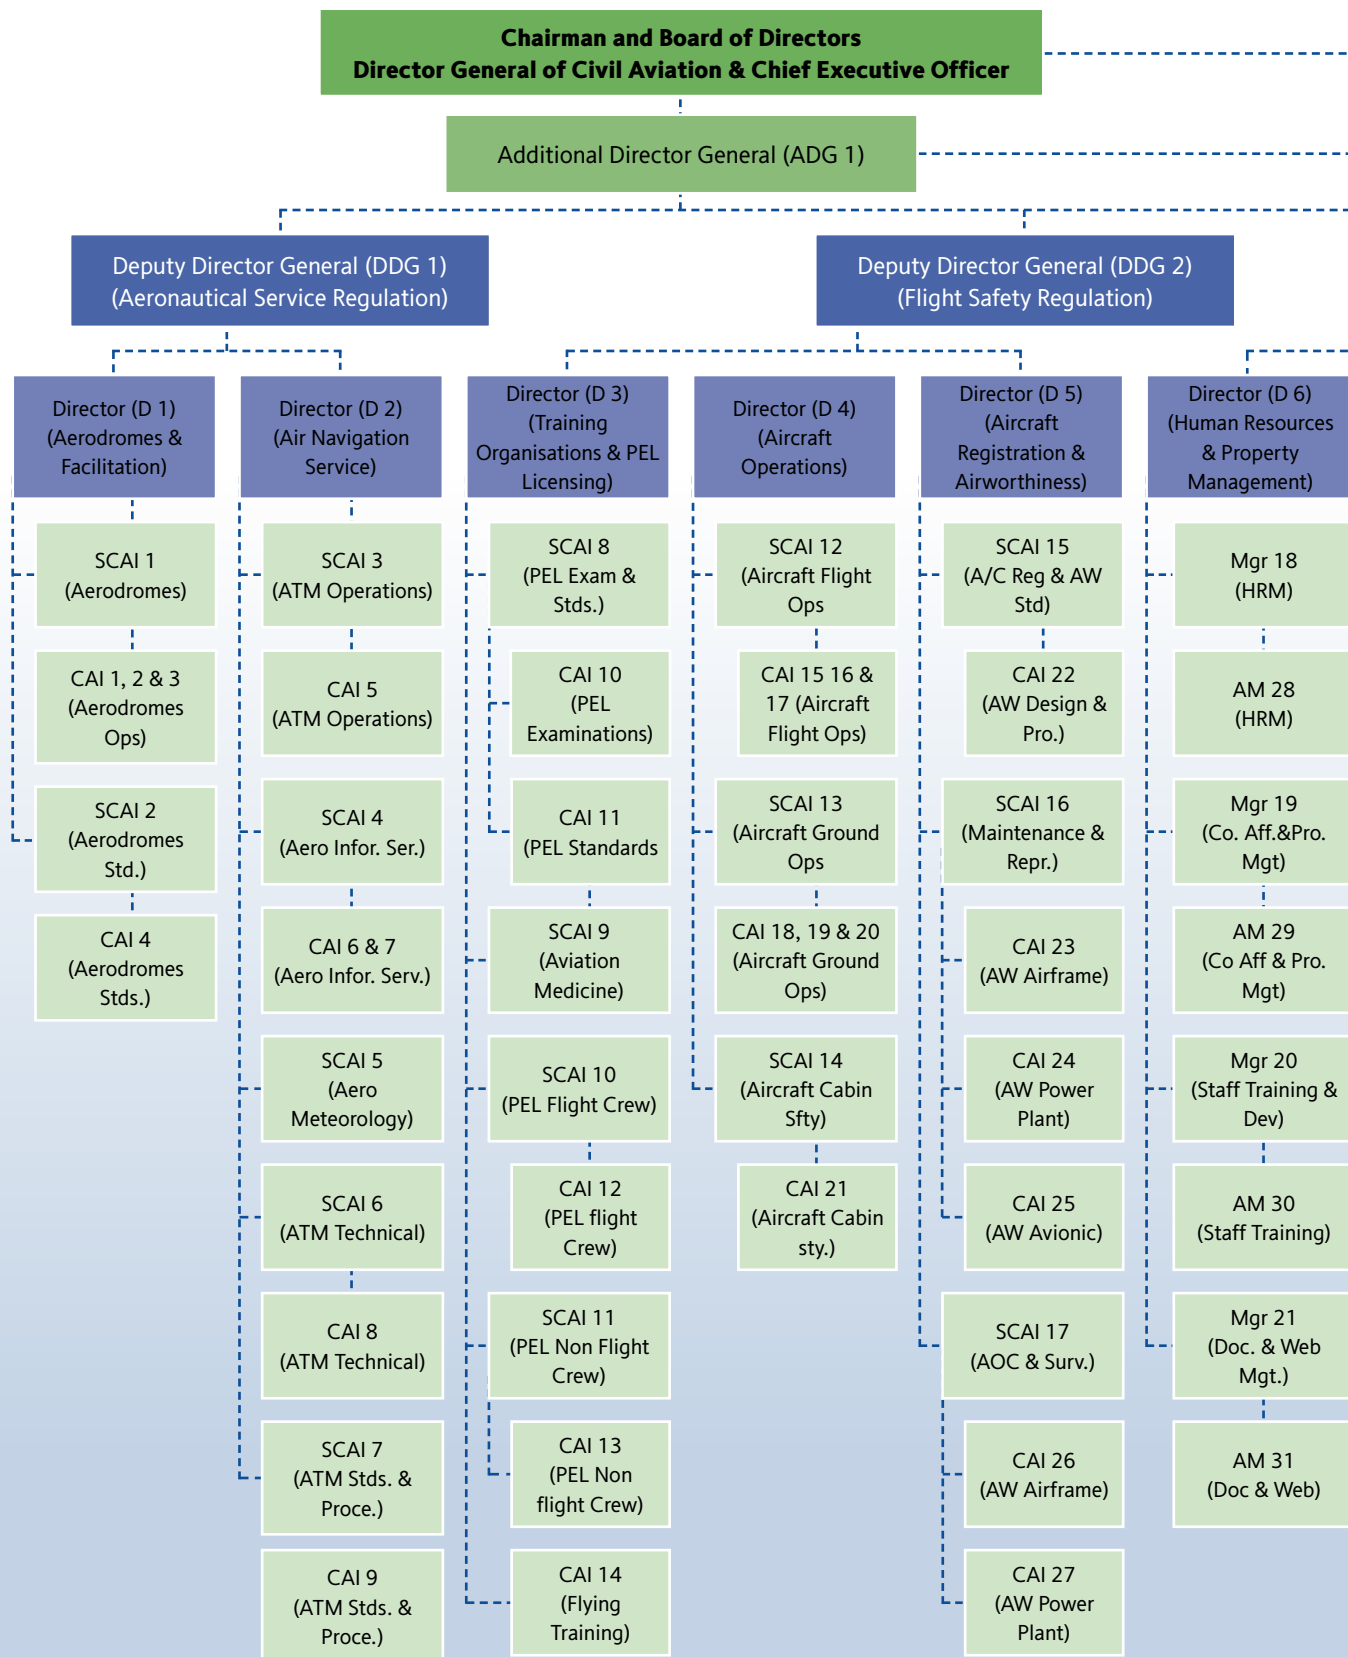 Chairman and Board of Directors
Director General of Civil Aviation & Chief Executive Officer
Additional Director General (ADG 1)
Deputy Director General (DDG 1)
(Aeronautical Service Regulation)
Deputy Director General (DDG 2)
(Flight Safety Regulation)
Director (D 1)
(Aerodromes &
Facilitation)
SCAI 1
(Aerodromes)
CAI 1, 2 & 3
(Aerodromes
Ops)
SCAI 2
(Aerodromes
Std.)
CAI 4
(Aerodromes
Stds.)
Director (D 2)
(Air Navigation
Service)
SCAI 3
(ATM Operations)
CAI 5
(ATM Operations)
SCAI 4
(Aero Infor. Ser.)
CAI 6 & 7
(Aero Infor. Serv.)
SCAI 5
(Aero
Meteorology)
SCAI 6
(ATM Technical)
CAI 8
(ATM Technical)
SCAI 7
(ATM Stds. &
Proce.)
CAI 9
(ATM Stds. &
Proce.)
Director (D 3)
(Training
Organisations & PEL
Licensing)
SCAI 8
(PEL Exam &
Stds.)
CAI 10
(PEL
Examinations)
CAI 11
(PEL Standards
SCAI 9
(Aviation
Medicine)
SCAI 10
(PEL Flight Crew)
CAI 12
(PEL flight
Crew)
SCAI 11
(PEL Non Flight
Crew)
CAI 13
(PEL Non
flight Crew)
CAI 14
(Flying
Training)
Director (D 4)
(Aircraft
Operations)
SCAI 12
(Aircraft Flight
Ops
CAI 15 16 &
17 (Aircraft
Flight Ops)
SCAI 13
(Aircraft Ground
Ops
CAI 18, 19 & 20
(Aircraft Ground
Ops)
SCAI 14
(Aircraft Cabin
Sfty)
CAI 21
(Aircraft Cabin
sty.)
Director (D 5)
(Aircraft
Registration &
Airworthiness)
SCAI 15
(A/C Reg & AW
Std)
CAI 22
(AW Design &
Pro.)
SCAI 16
(Maintenance &
Repr.)
CAI 23
(AW Airframe)
CAI 24
(AW Power
Plant)
CAI 25
(AW Avionic)
SCAI 17
(AOC & Surv.)
CAI 26
(AW Airframe)
CAI 27
(AW Power
Plant)
Director (D 6)
(Human Resources
& Property
Management)
Mgr 18
(HRM)
AM 28
(HRM)
Mgr 19
(Co. Aff.&Pro.
Mgt)
AM 29
(Co Aff & Pro.
Mgt)
Mgr 20
(Staff Training &
Dev)
AM 30
(Staff Training)
Mgr 21
(Doc. & Web
Mgt.)
AM 31
(Doc & Web)